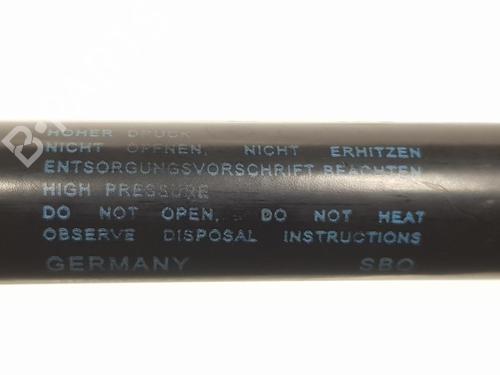 HOHER DRUCK
NICHT ÖFFNEN, NICHT ERHITZEN
ENTSORGUNGSVORSCHRIFT BEACHTEN
HIGH PRESSURE
DO NOT OPEN, DO NOT HEAT
OBSERVE DISPOSAL INSTRUCTIONS
GERMANY SBO
B-PARTS